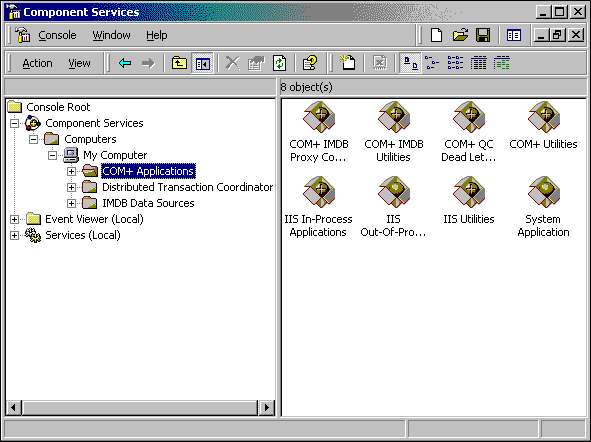 Component Services
Console Window Help
Action View
8 object(s)
Console Root
Component Services
Computers
My Computer
COM+ Applications
Distributed Transaction Coordinator
IMDB Data Sources
Event Viewer (Local)
Services (Local)
COM+ IMDB Proxy Co...
COM+ IMDB Utilities
COM+ QC Dead Let...
COM+ Utilities
IIS In-Process Applications
IIS Out-Of-Pro...
IIS Utilities
System Application